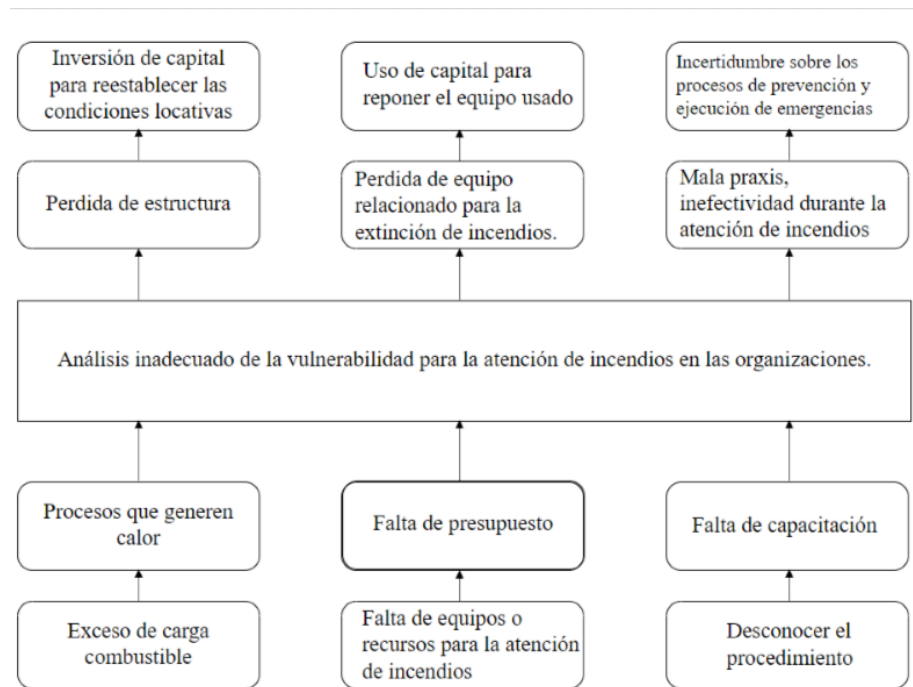 Inversión de capital
para reestablecer las
condiciones locativas
Uso de capital para
reponer el equipo usado
Incertidumbre sobre los
procesos de prevención y
ejecución de emergencias
Perdida de estructura
Perdida de equipo
relacionado para la
extinción de incendios.
Mala praxis,
inefectividad durante la
atención de incendios
Análisis inadecuado de la vulnerabilidad para la atención de incendios en las organizaciones.
Procesos que generen
calor
Falta de presupuesto
Falta de capacitación
Exceso de carga
combustible
Falta de equipos o
recursos para la atención
de incendios
Desconocer el
procedimiento